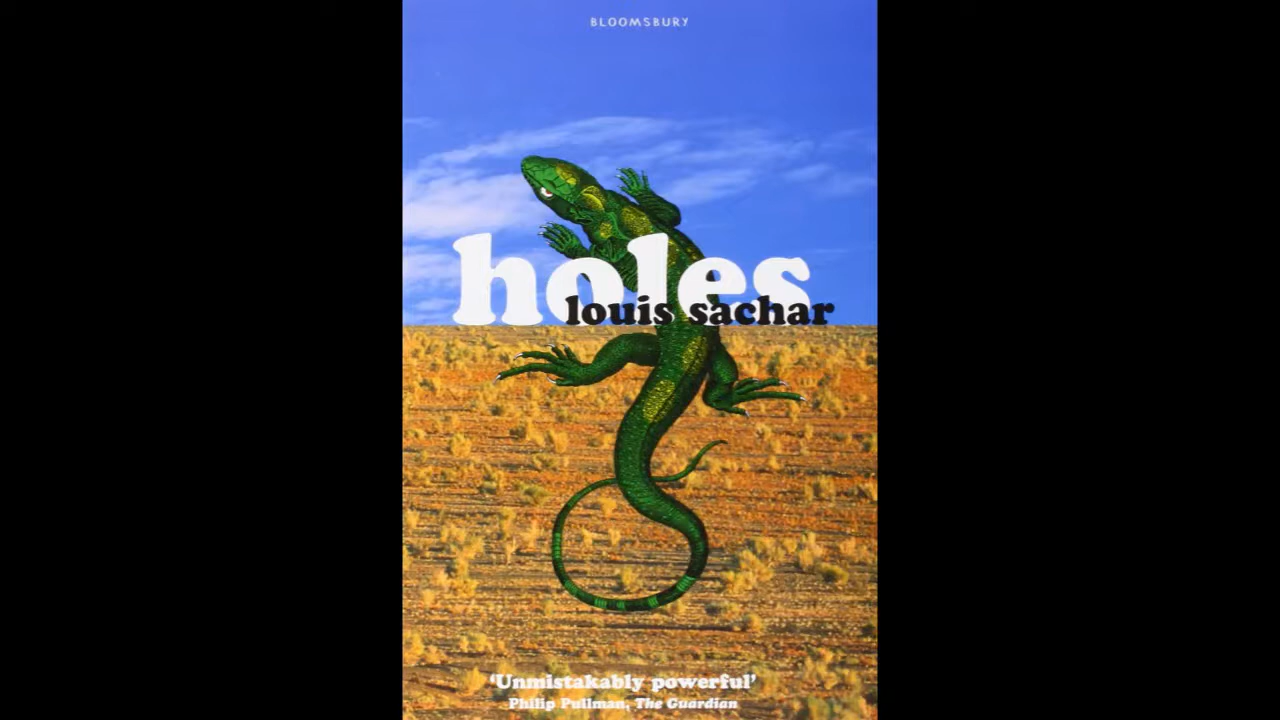 BLOOMSBURY
holes
louis sachar
‘Unmistakably powerful’
Philip Pullman, The Guardian